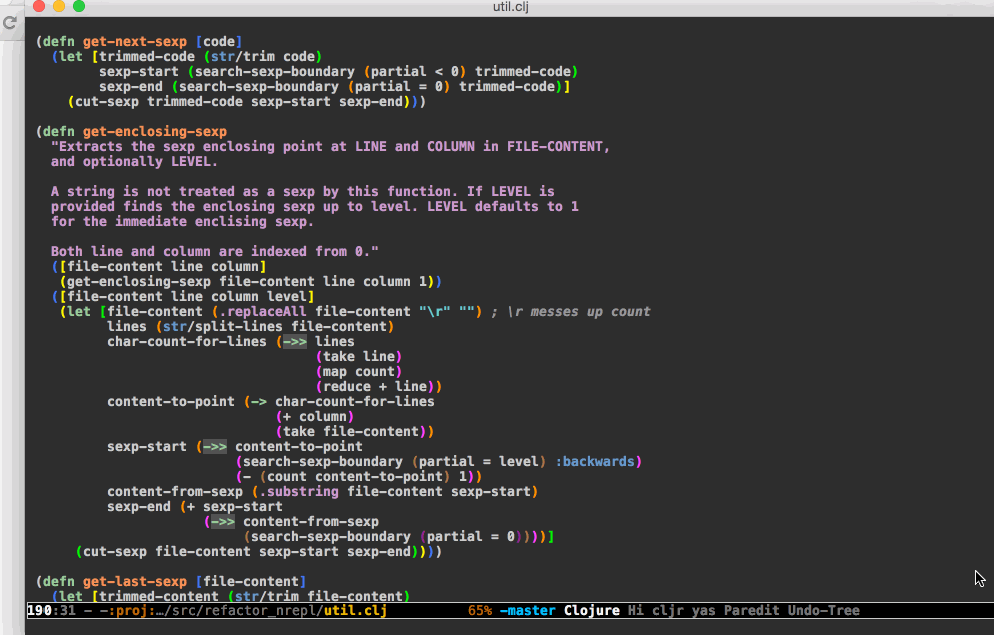 util.clj
(defn get-next-sexp [code]
  (let [trimmed-code (str/trim code)
        sexp-start (search-sexp-boundary (partial < 0) trimmed-code)
        sexp-end (search-sexp-boundary (partial = 0) trimmed-code)]
    (cut-sexp trimmed-code sexp-start sexp-end)))
(defn get-enclosing-sexp
  "Extracts the sexp enclosing point at LINE and COLUMN in FILE-CONTENT,
  and optionally LEVEL.
  A string is not treated as a sexp by this function. If LEVEL is
  provided finds the enclosing sexp up to level. LEVEL defaults to 1
  for the immediate enclising sexp.
  Both line and column are indexed from 0."
  ([file-content line column]
   (get-enclosing-sexp file-content line column 1))
  ([file-content line column level]
   (let [file-content (.replaceAll file-content "\r" "") ; \r messes up count
         lines (str/split-lines file-content)
         char-count-for-lines (->> lines
                                   (take line)
                                   (map count)
                                   (reduce + line))
         content-to-point (-> char-count-for-lines
                              (+ column)
                              (take file-content))
         sexp-start (->> content-to-point
                         (search-sexp-boundary (partial = level) :backwards)
                         (- (count content-to-point) 1))
         content-from-sexp (.substring file-content sexp-start)
         sexp-end (+ sexp-start
                     (->> content-from-sexp
                          (search-sexp-boundary (partial = 0))))]
     (cut-sexp file-content sexp-start sexp-end))))
(defn get-last-sexp [file-content]
  (let [trimmed-content (str/trim file-content)
190:31 - -:proj:…/src/refactor_nrepl/util.clj 65% -master Clojure Hi cljr yas Paredit Undo-Tree